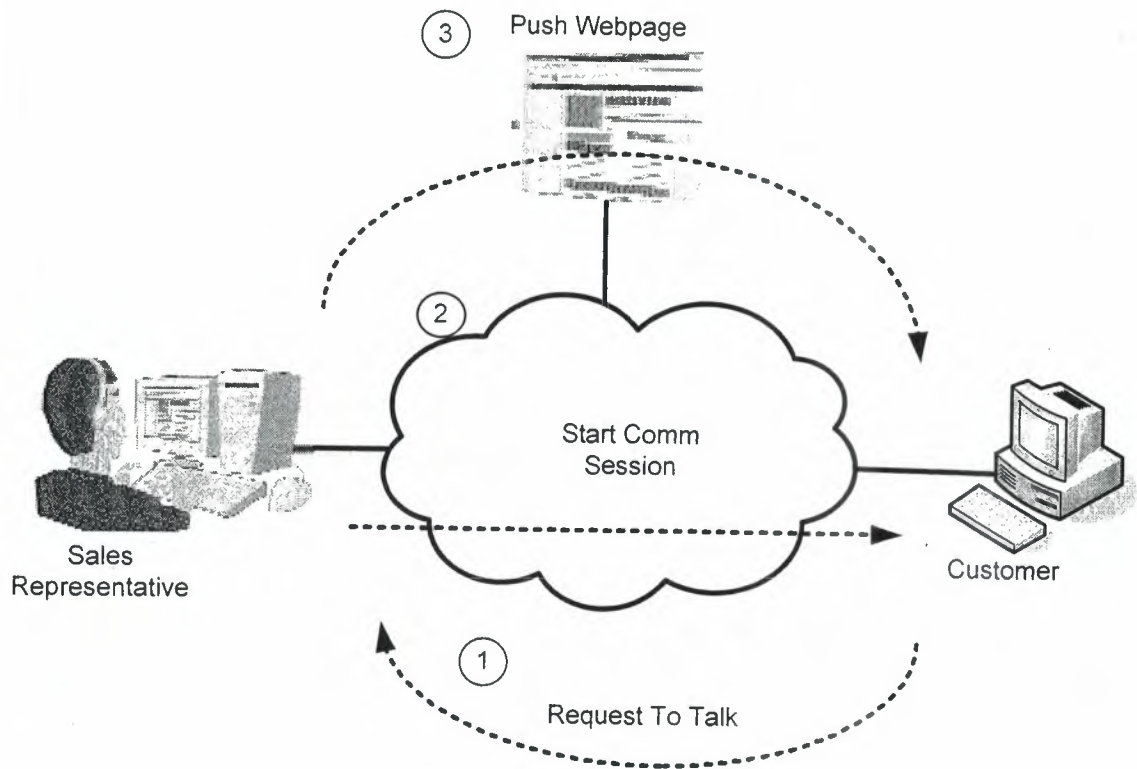 3
Push Webpage
2
Start Comm
Session
Sales
Representative
Customer
1
Request To Talk